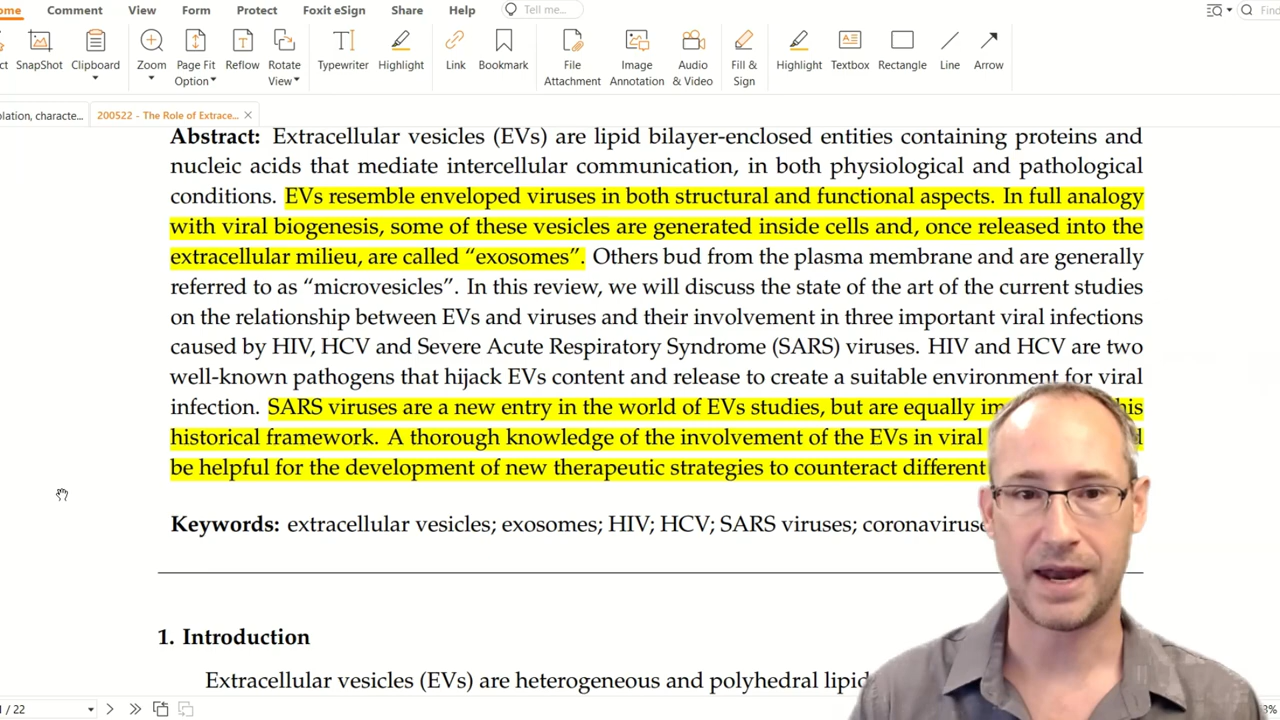 ome Comment View Form Protect Foxit eSign Share Help Tell me... Find
ct SnapShot Clipboard Zoom Page Fit Option Reflow Rotate View Typewriter Highlight Link Bookmark File Attachment Image Annotation Audio & Video Fill & Sign Highlight Textbox Rectangle Line Arrow
olation, characte... 200522 - The Role of Extrace...
Abstract: Extracellular vesicles (EVs) are lipid bilayer-enclosed entities containing proteins and
nucleic acids that mediate intercellular communication, in both physiological and pathological
conditions. EVs resemble enveloped viruses in both structural and functional aspects. In full analogy
with viral biogenesis, some of these vesicles are generated inside cells and, once released into the
extracellular milieu, are called “exosomes”. Others bud from the plasma membrane and are generally
referred to as “microvesicles”. In this review, we will discuss the state of the art of the current studies
on the relationship between EVs and viruses and their involvement in three important viral infections
caused by HIV, HCV and Severe Acute Respiratory Syndrome (SARS) viruses. HIV and HCV are two
well-known pathogens that hijack EVs content and release to create a suitable environment for viral
infection. SARS viruses are a new entry in the world of EVs studies, but are equally im his
historical framework. A thorough knowledge of the involvement of the EVs in viral d
be helpful for the development of new therapeutic strategies to counteract different
Keywords: extracellular vesicles; exosomes; HIV; HCV; SARS viruses; coronaviruse
1. Introduction
Extracellular vesicles (EVs) are heterogeneous and polyhedral lipid
/ 22 3%